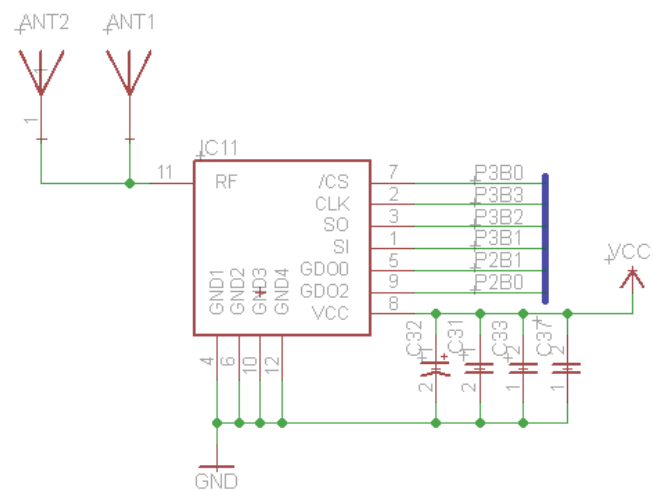 ANT2 ANT1
1
1
IC11
11 RF /CS 7 P3B0
CLK 2 P3B3
SO 3 P3B2
SI 1 P3B1
GDO0 5 P2B1
GDO2 9 P2B0
VCC 8
VCC
GND1 GND2 GND3 GND4
4 6 10 12
C32 C31 C33 C37
1 1 2 2
2 2 1 1
GND